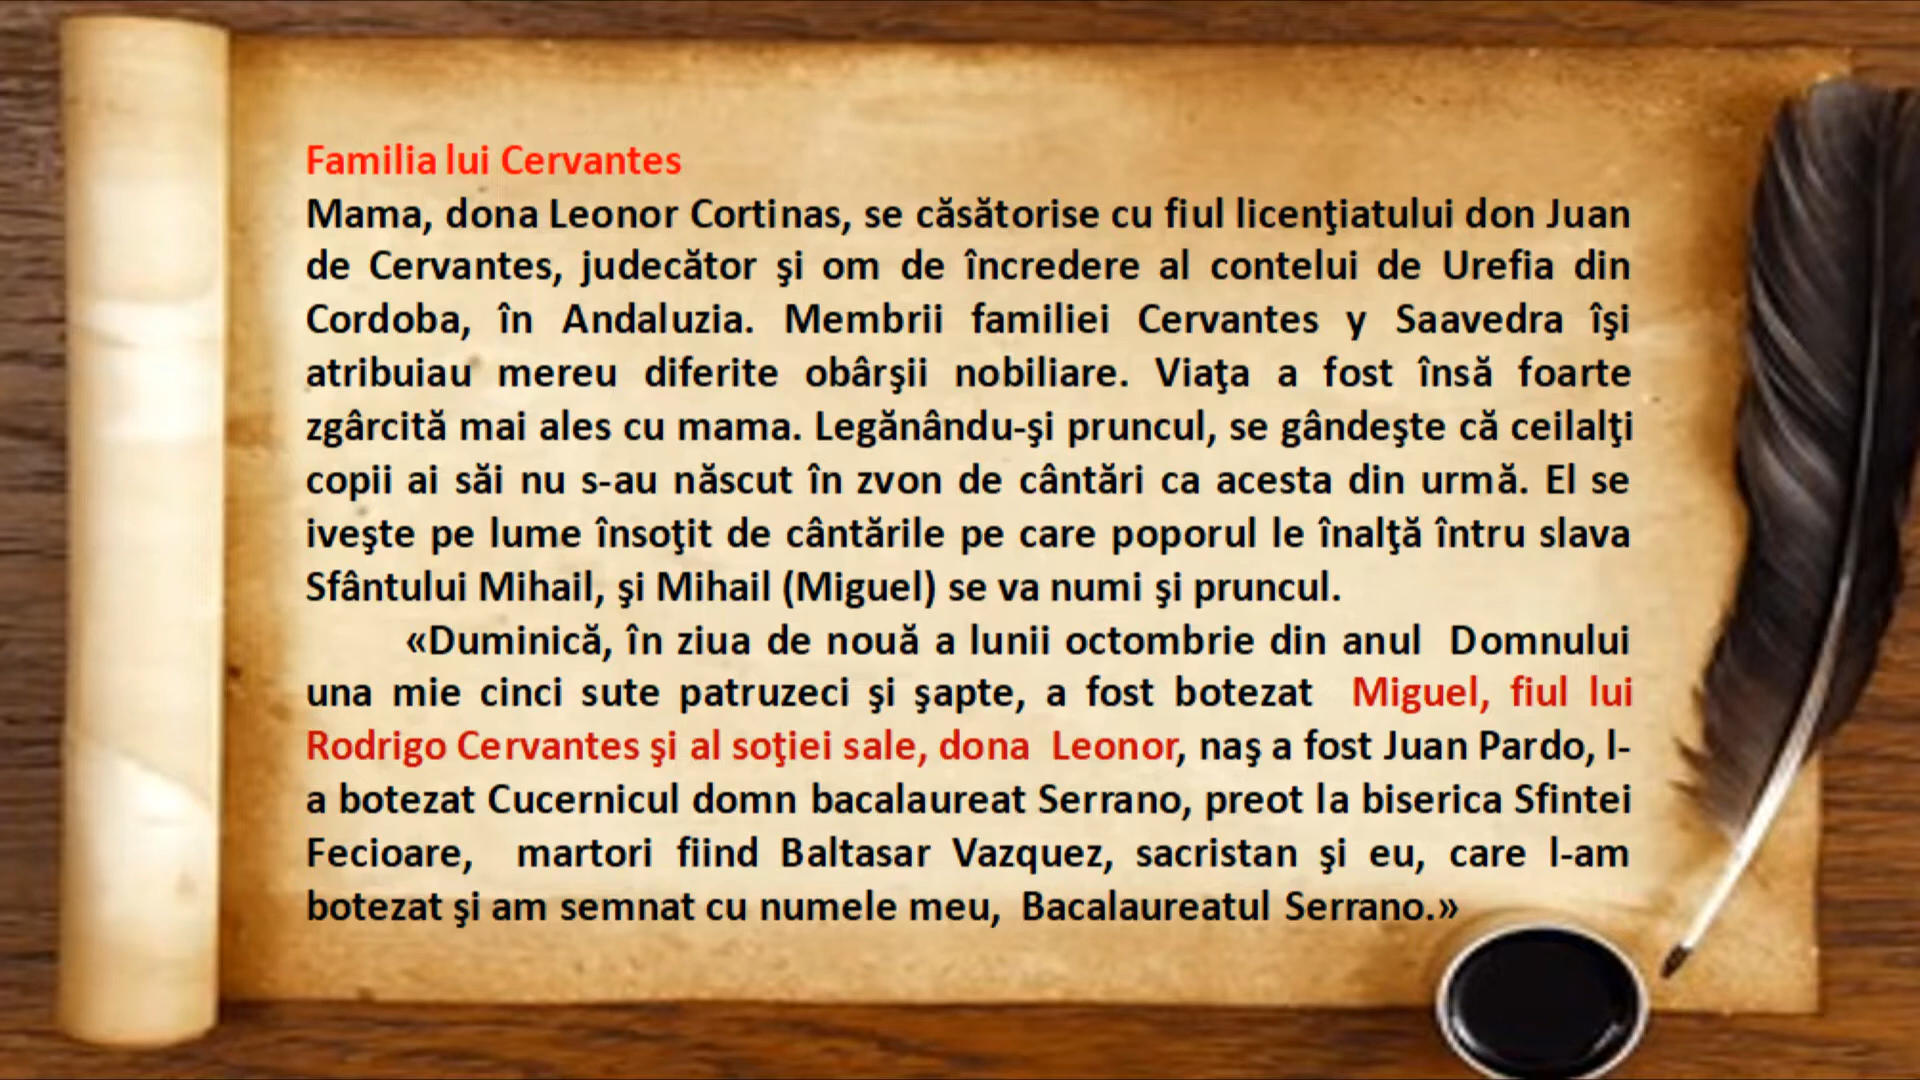 Familia lui Cervantes
Mama, dona Leonor Cortinas, se căsătorise cu fiul licenţiatului don Juan
de Cervantes, judecător şi om de încredere al contelui de Urefia din
Cordoba, în Andaluzia. Membrii familiei Cervantes y Saavedra îşi
atribuiau mereu diferite obârşii nobiliare. Viaţa a fost însă foarte
zgârcită mai ales cu mama. Legănându-şi pruncul, se gândeşte că ceilalţi
copii ai săi nu s-au născut în zvon de cântări ca acesta din urmă. El se
iveşte pe lume însoţit de cântările pe care poporul le înalţă întru slava
Sfântului Mihail, şi Mihail (Miguel) se va numi şi pruncul.
«Duminică, în ziua de nouă a lunii octombrie din anul Domnului
una mie cinci sute patruzeci şi şapte, a fost botezat Miguel, fiul lui
Rodrigo Cervantes şi al soţiei sale, dona Leonor, naş a fost Juan Pardo, l-
a botezat Cucernicul domn bacalaureat Serrano, preot la biserica Sfintei
Fecioare, martori fiind Baltasar Vazquez, sacristan şi eu, care l-am
botezat şi am semnat cu numele meu, Bacalaureatul Serrano.»